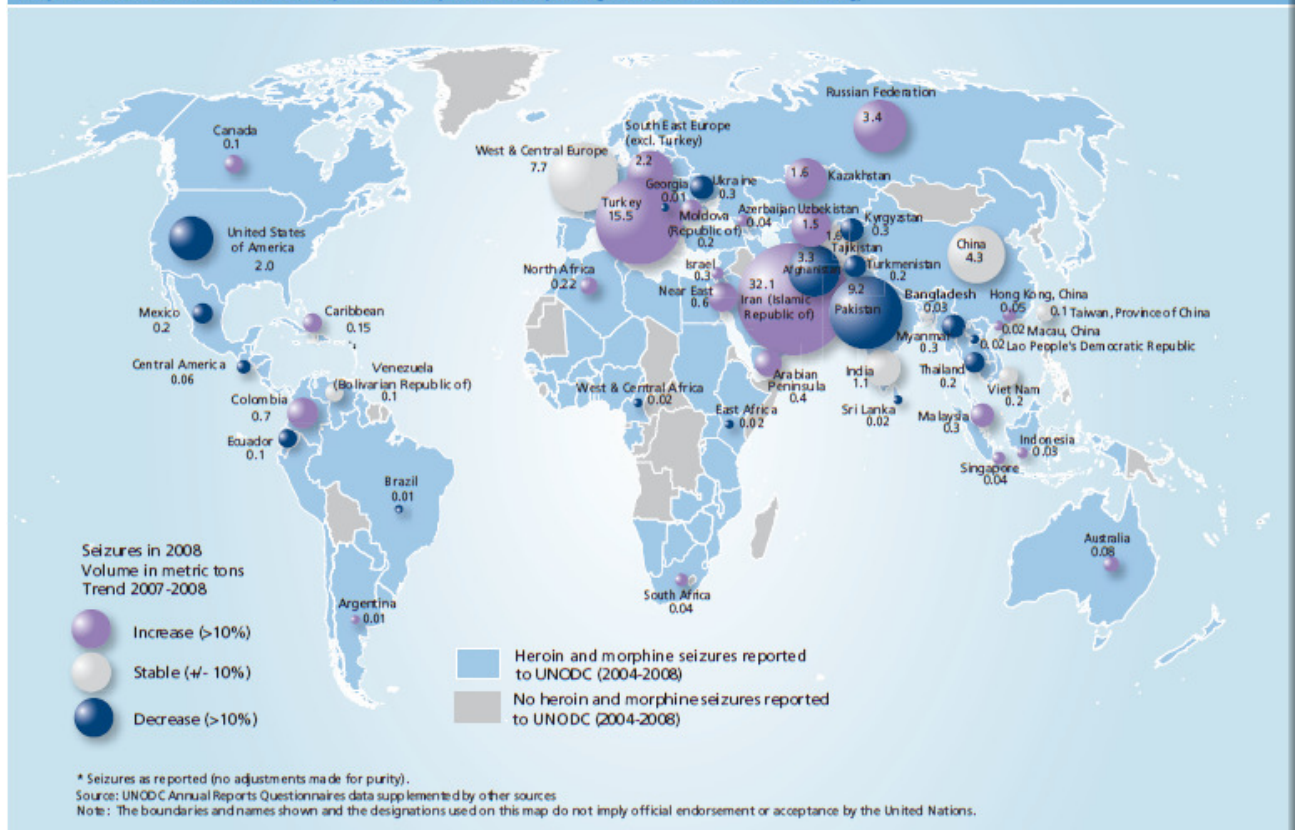 Russian Federation
3.4
Canada
0.1
South East Europe
(excl. Turkey)
2.2
West & Central Europe
7.7
Georgia
0.01
Ukraine
0.3
1.6
Kazakhstan
Turkey
15.5
Moldova
(Republic of)
0.2
Azerbaijan
0.04
Uzbekistan
1.5
Kyrgyzstan
0.3
United States
of America
2.0
1.6
Tajikistan
China
4.3
North Africa
0.22
Israel
0.3
3.3
Afghanistan
Turkmenistan
0.2
Near East
0.6
32.1
Iran (Islamic
Republic of)
9.2
Pakistan
Bangladesh
0.03
Hong Kong, China
0.05
0.1 Taiwan, Province of China
Mexico
0.2
Caribbean
0.15
0.02 Macau, China
Myanmar
0.3
0.02 Lao People's Democratic Republic
Central America
0.06
Venezuela
(Bolivarian Republic of)
0.1
Arabian
Peninsula
0.4
India
1.1
Thailand
0.2
Viet Nam
0.2
Colombia
0.7
West & Central Africa
0.02
East Africa
0.02
Sri Lanka
0.02
Malaysia
0.3
Ecuador
0.1
Indonesia
0.03
Singapore
0.04
Brazil
0.01
Australia
0.08
South Africa
0.04
Argentina
0.01
Seizures in 2008
Volume in metric tons
Trend 2007-2008
Increase (>10%)
Stable (+/- 10%)
Decrease (>10%)
Heroin and morphine seizures reported
to UNODC (2004-2008)
No heroin and morphine seizures reported
to UNODC (2004-2008)
* Seizures as reported (no adjustments made for purity).
Source: UNODC Annual Reports Questionnaires data supplemented by other sources
Note: The boundaries and names shown and the designations used on this map do not imply official endorsement or acceptance by the United Nations.